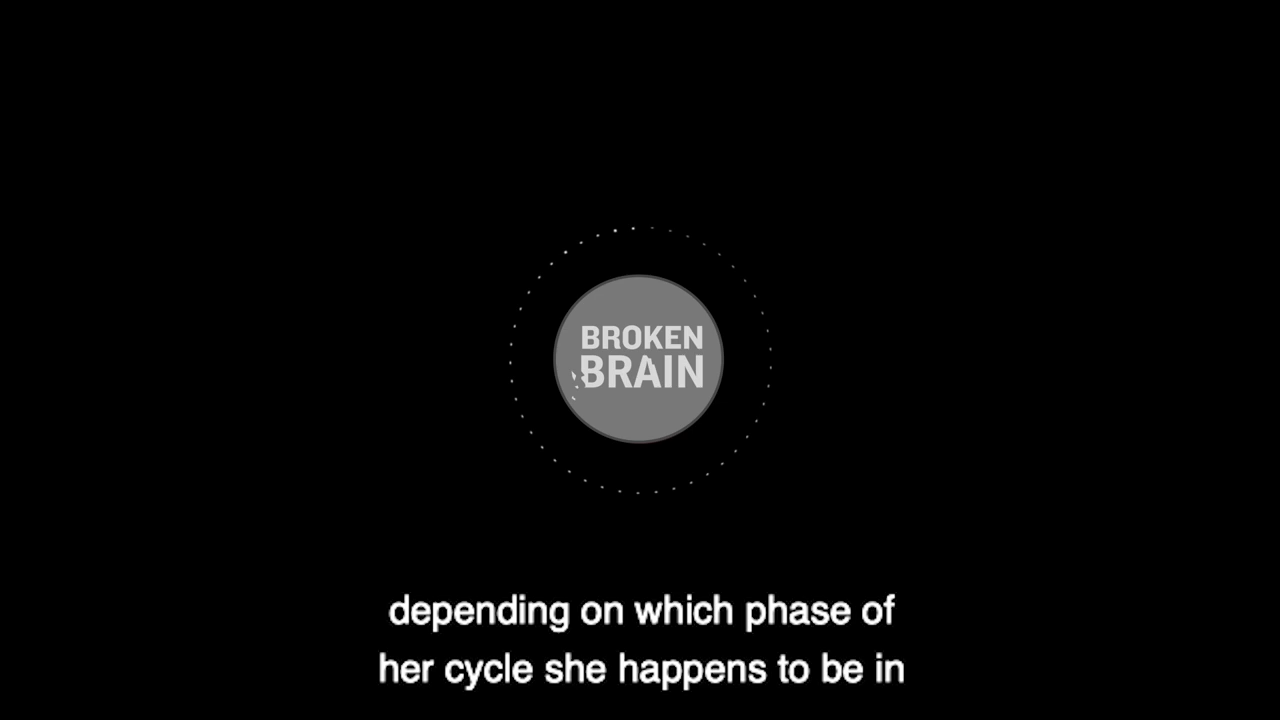 BROKEN
BRAIN
depending on which phase of
her cycle she happens to be in